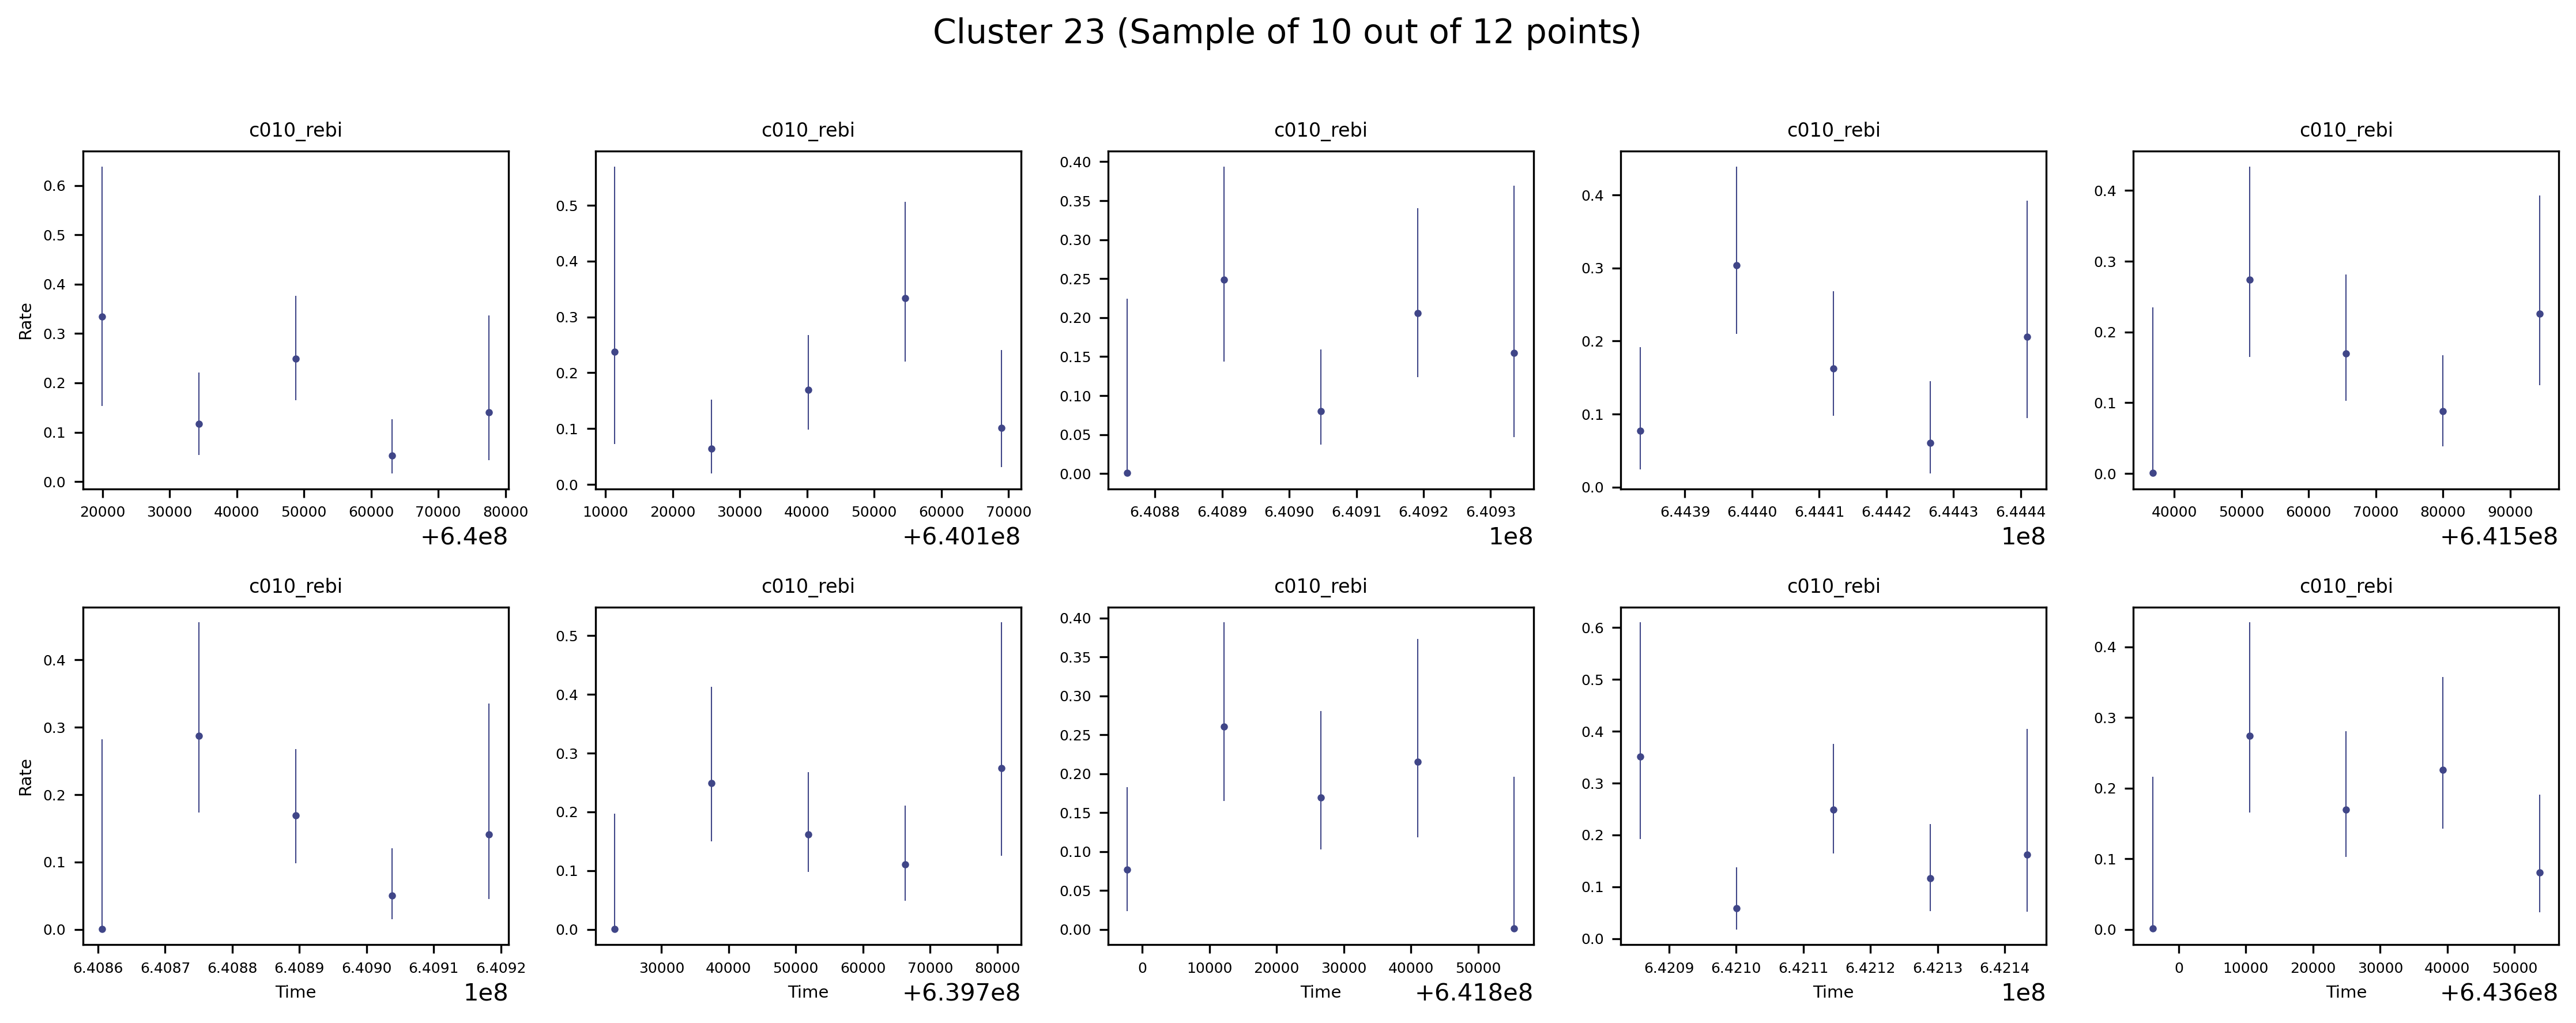 Cluster 23 (Sample of 10 out of 12 points)
c010_rebi c010_rebi c010_rebi c010_rebi c010_rebi
Rate
0.6
0.5
0.4
0.3
0.2
0.1
0.0
20000 30000 40000 50000 60000 70000 80000
+6.4e8
0.5
0.4
0.3
0.2
0.1
0.0
10000 20000 30000 40000 50000 60000 70000
+6.401e8
0.40
0.35
0.30
0.25
0.20
0.15
0.10
0.05
0.00
6.4088 6.4089 6.4090 6.4091 6.4092 6.4093
1e8
0.4
0.3
0.2
0.1
0.0
6.4439 6.4440 6.4441 6.4442 6.4443 6.4444
1e8
0.4
0.3
0.2
0.1
0.0
40000 50000 60000 70000 80000 90000
+6.415e8
c010_rebi c010_rebi c010_rebi c010_rebi c010_rebi
Rate
0.4
0.3
0.2
0.1
0.0
6.4086 6.4087 6.4088 6.4089 6.4090 6.4091 6.4092
Time 1e8
0.5
0.4
0.3
0.2
0.1
0.0
30000 40000 50000 60000 70000 80000
Time +6.397e8
0.40
0.35
0.30
0.25
0.20
0.15
0.10
0.05
0.00
0 10000 20000 30000 40000 50000
Time +6.418e8
0.6
0.5
0.4
0.3
0.2
0.1
0.0
6.4209 6.4210 6.4211 6.4212 6.4213 6.4214
Time 1e8
0.4
0.3
0.2
0.1
0.0
0 10000 20000 30000 40000 50000
Time +6.436e8